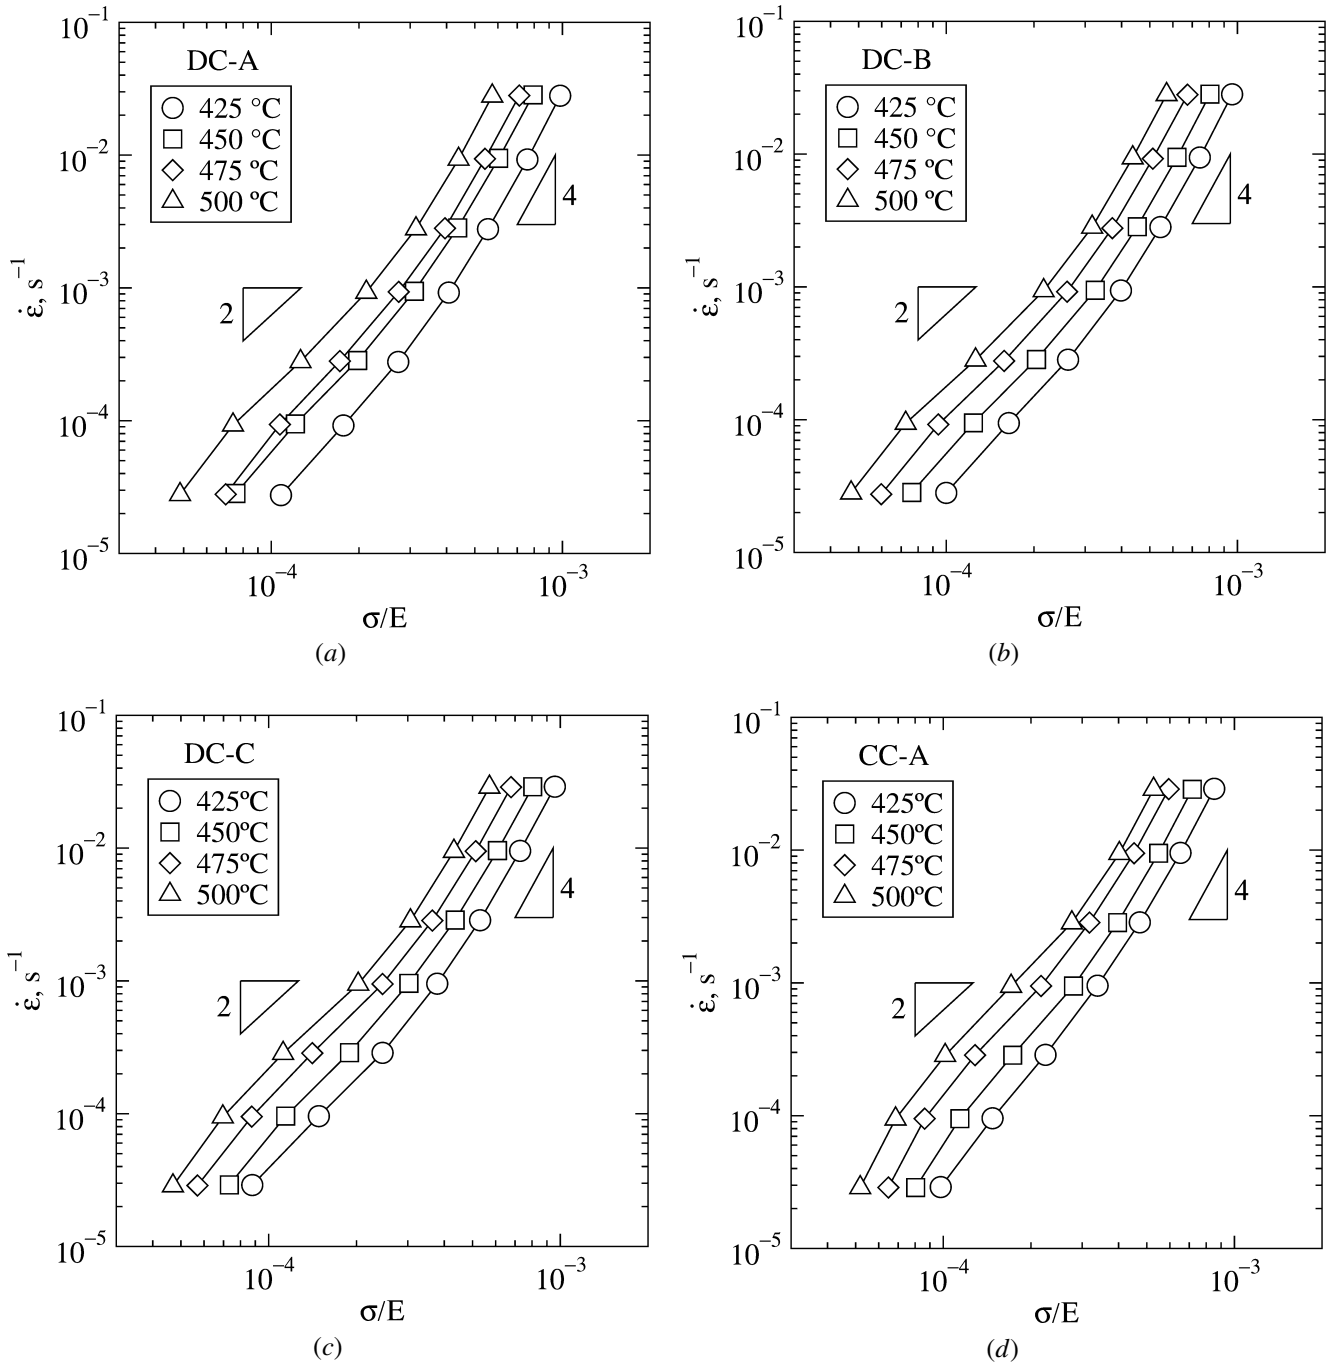 DC-A
425 °C
450 °C
475 ºC
500 ºC
10⁻¹
10⁻²
10⁻³
10⁻⁴
10⁻⁵
ε̇, s⁻¹
2
4
10⁻⁴ 10⁻³
σ/E
(a)
DC-B
425 °C
450 °C
475 ºC
500 ºC
10⁻¹
10⁻²
10⁻³
10⁻⁴
10⁻⁵
ε̇, s⁻¹
2
4
10⁻⁴ 10⁻³
σ/E
(b)
DC-C
425ºC
450ºC
475ºC
500ºC
10⁻¹
10⁻²
10⁻³
10⁻⁴
10⁻⁵
ε̇, s⁻¹
2
4
10⁻⁴ 10⁻³
σ/E
(c)
CC-A
425ºC
450ºC
475ºC
500ºC
10⁻¹
10⁻²
10⁻³
10⁻⁴
10⁻�5
ε̇, s⁻¹
2
4
10⁻⁴ 10⁻³
σ/E
(d)